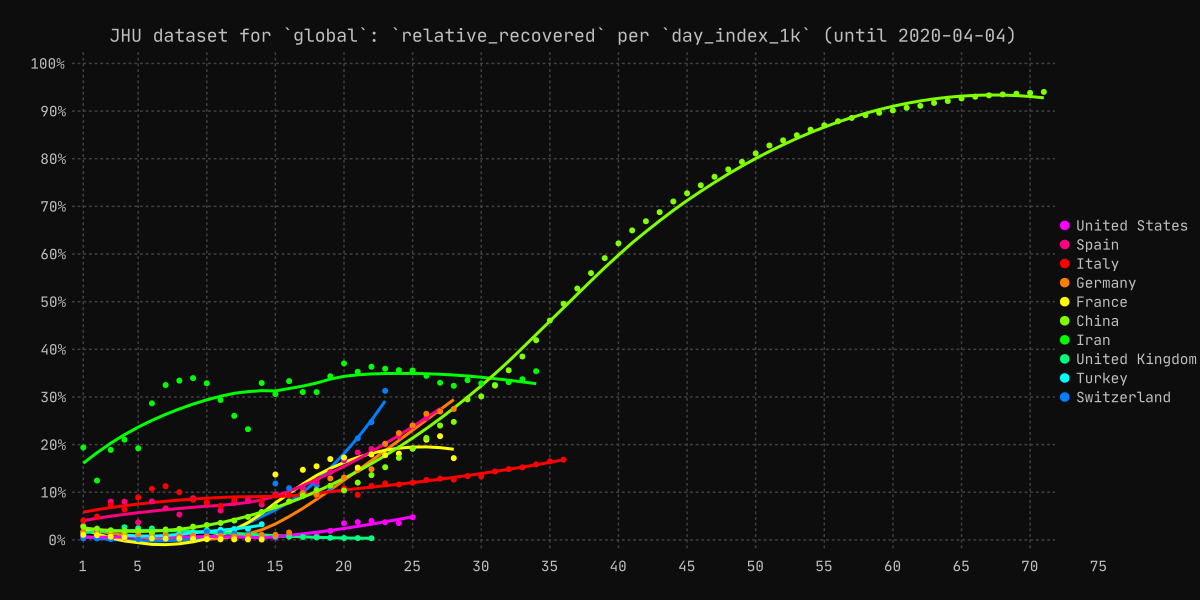 JHU dataset for `global`: `relative_recovered` per `day_index_1k` (until 2020-04-04)
100%
90%
80%
70%
60%
50%
40%
30%
20%
10%
0%
1 5 10 15 20 25 30 35 40 45 50 55 60 65 70 75
United States
Spain
Italy
Germany
France
China
Iran
United Kingdom
Turkey
Switzerland